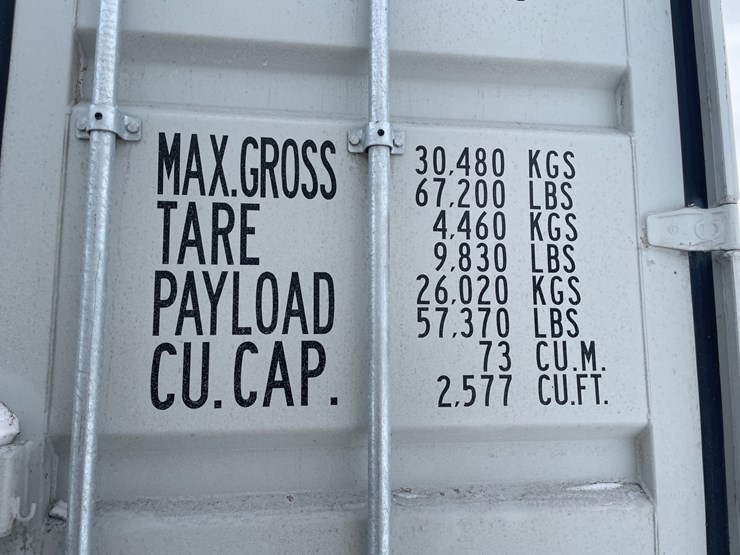 MAX.GROSS 30,480 KGS
67,200 LBS
TARE 4,460 KGS
9,830 LBS
PAYLOAD 26,020 KGS
57,370 LBS
CU.CAP. 73 CU.M.
2,577 CU.FT.